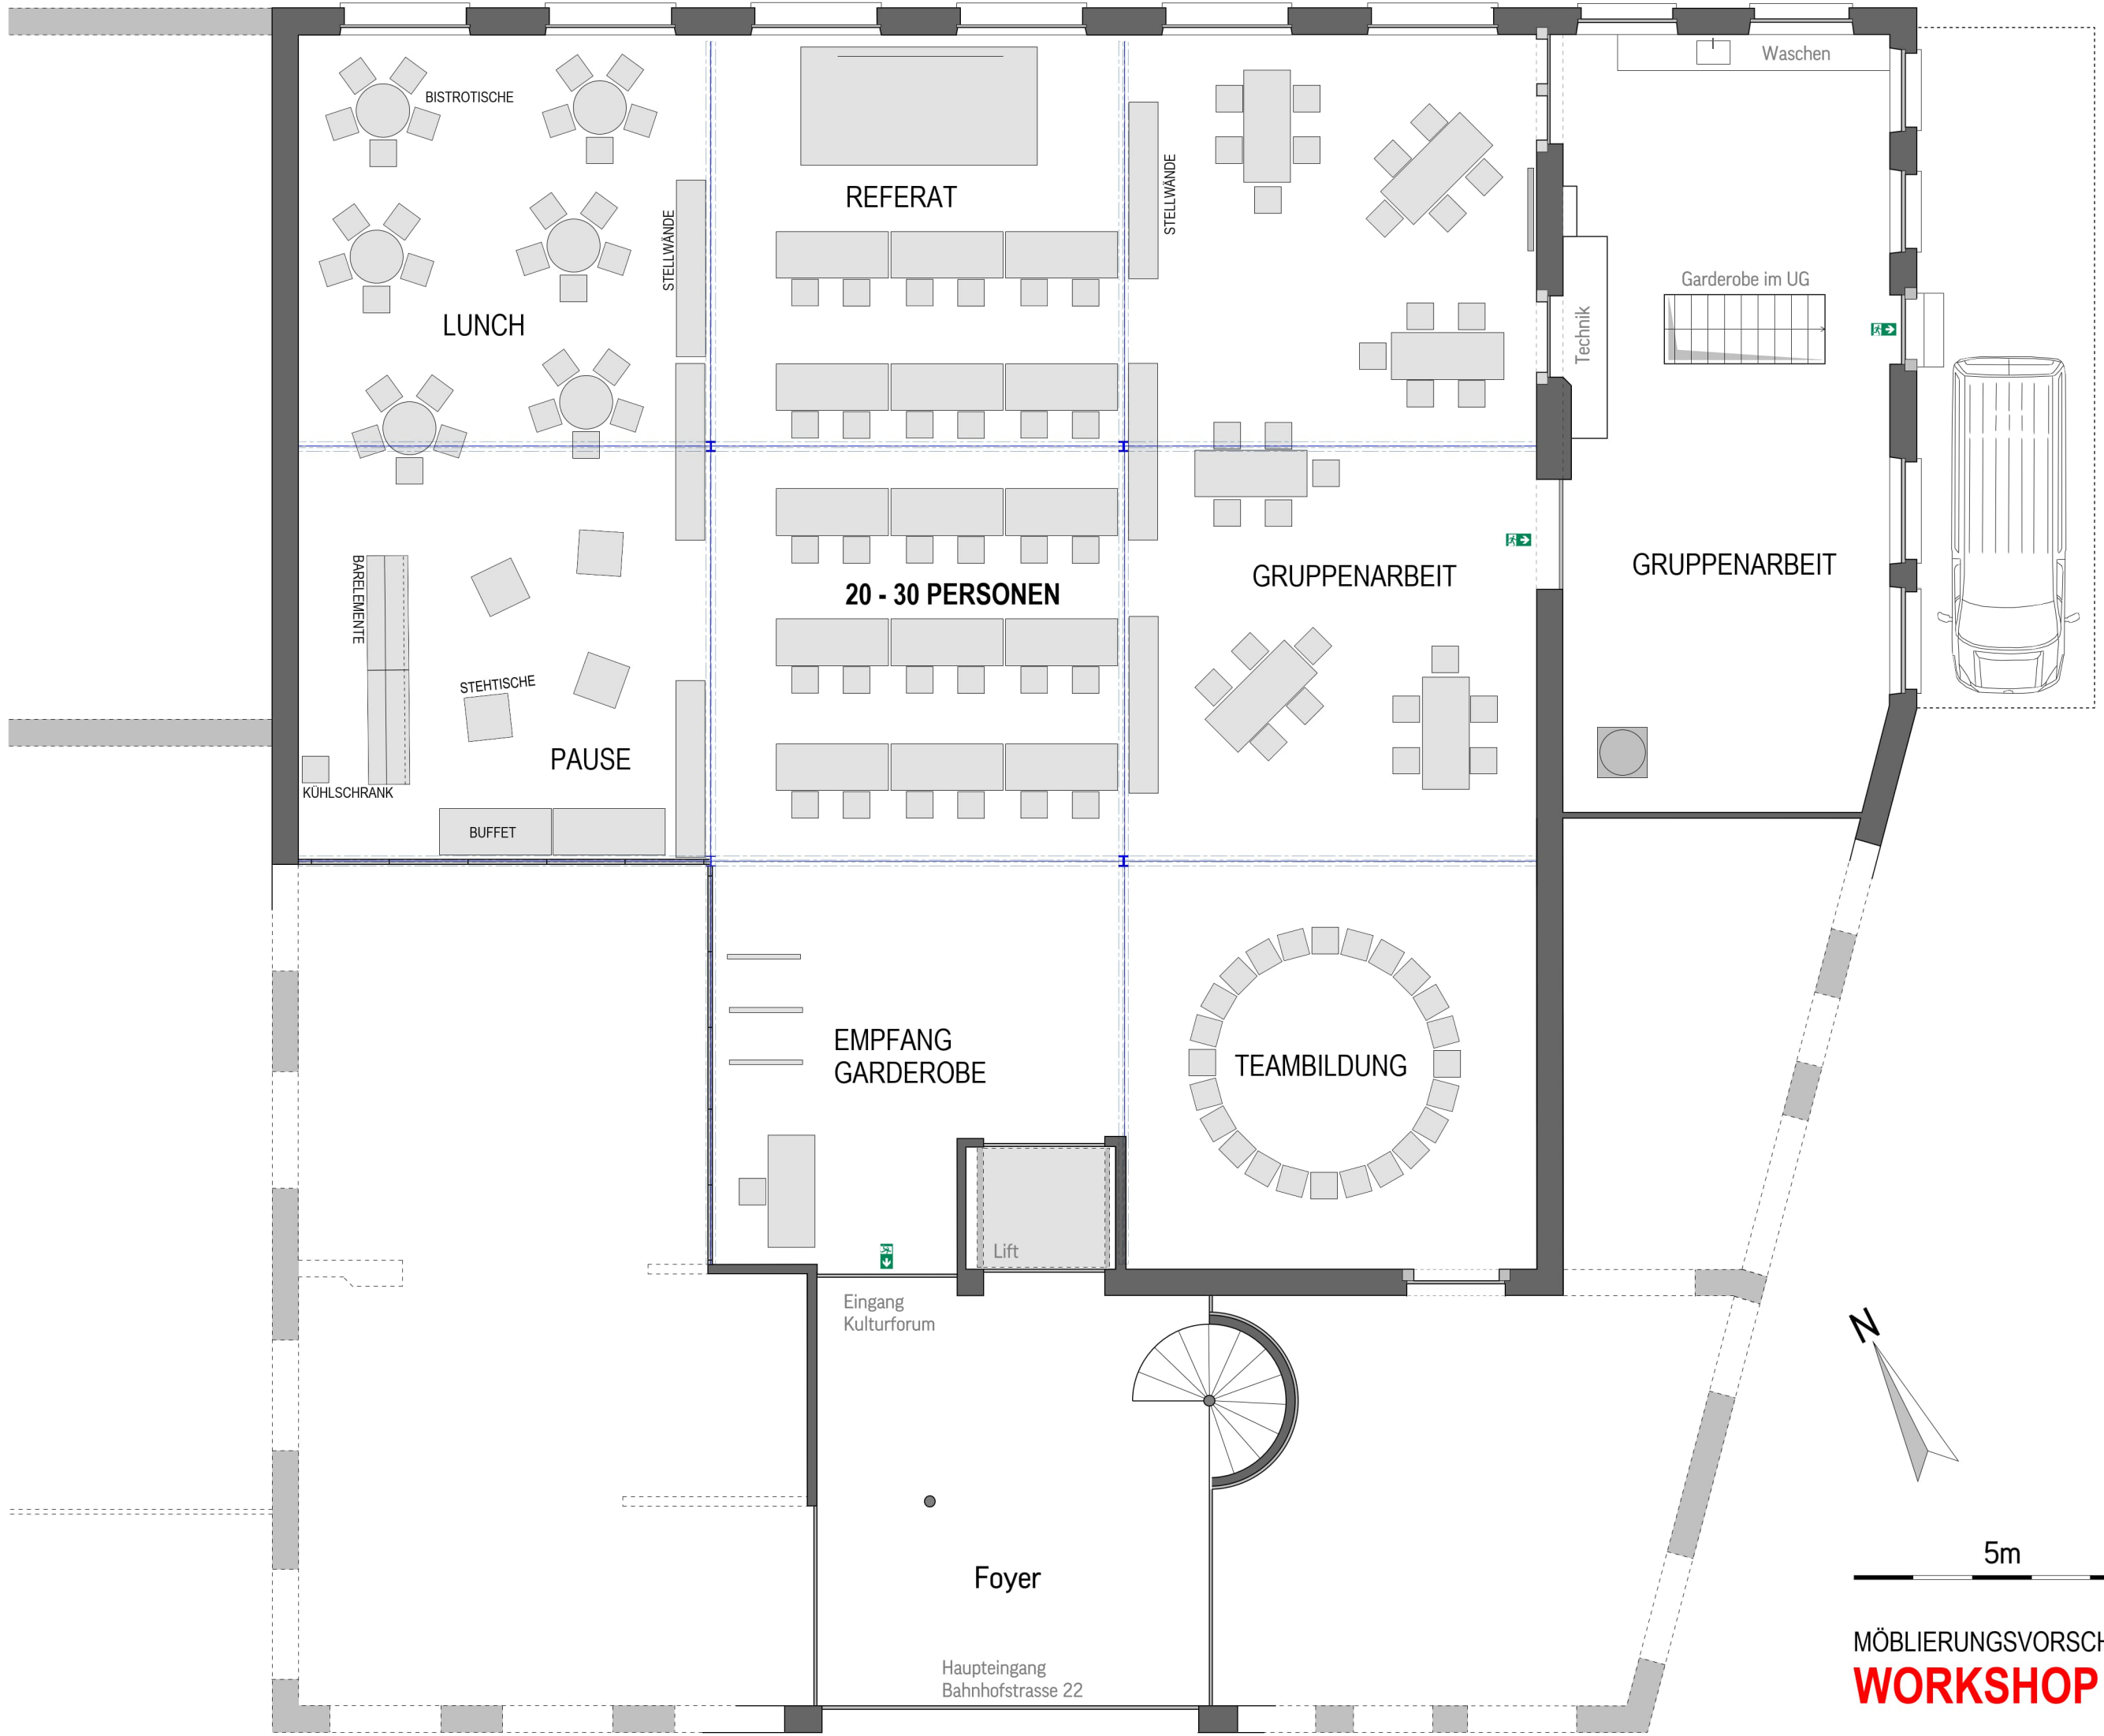 Waschen
BISTROTISCHE
REFERAT
STELLWÄNDE
STELLWÄNDE
LUNCH
Garderobe im UG
Technik
BARELEMENTE
GRUPPENARBEIT
GRUPPENARBEIT
20 - 30 PERSONEN
STEHTISCHE
PAUSE
KÜHLSCHRANK
BUFFET
EMPFANG
GARDEROBE
TEAMBILDUNG
Lift
Eingang
Kulturforum
N
5m
Foyer
MÖBLIERUNGSVORSCH
WORKSHOP
Haupteingang
Bahnhofstrasse 22